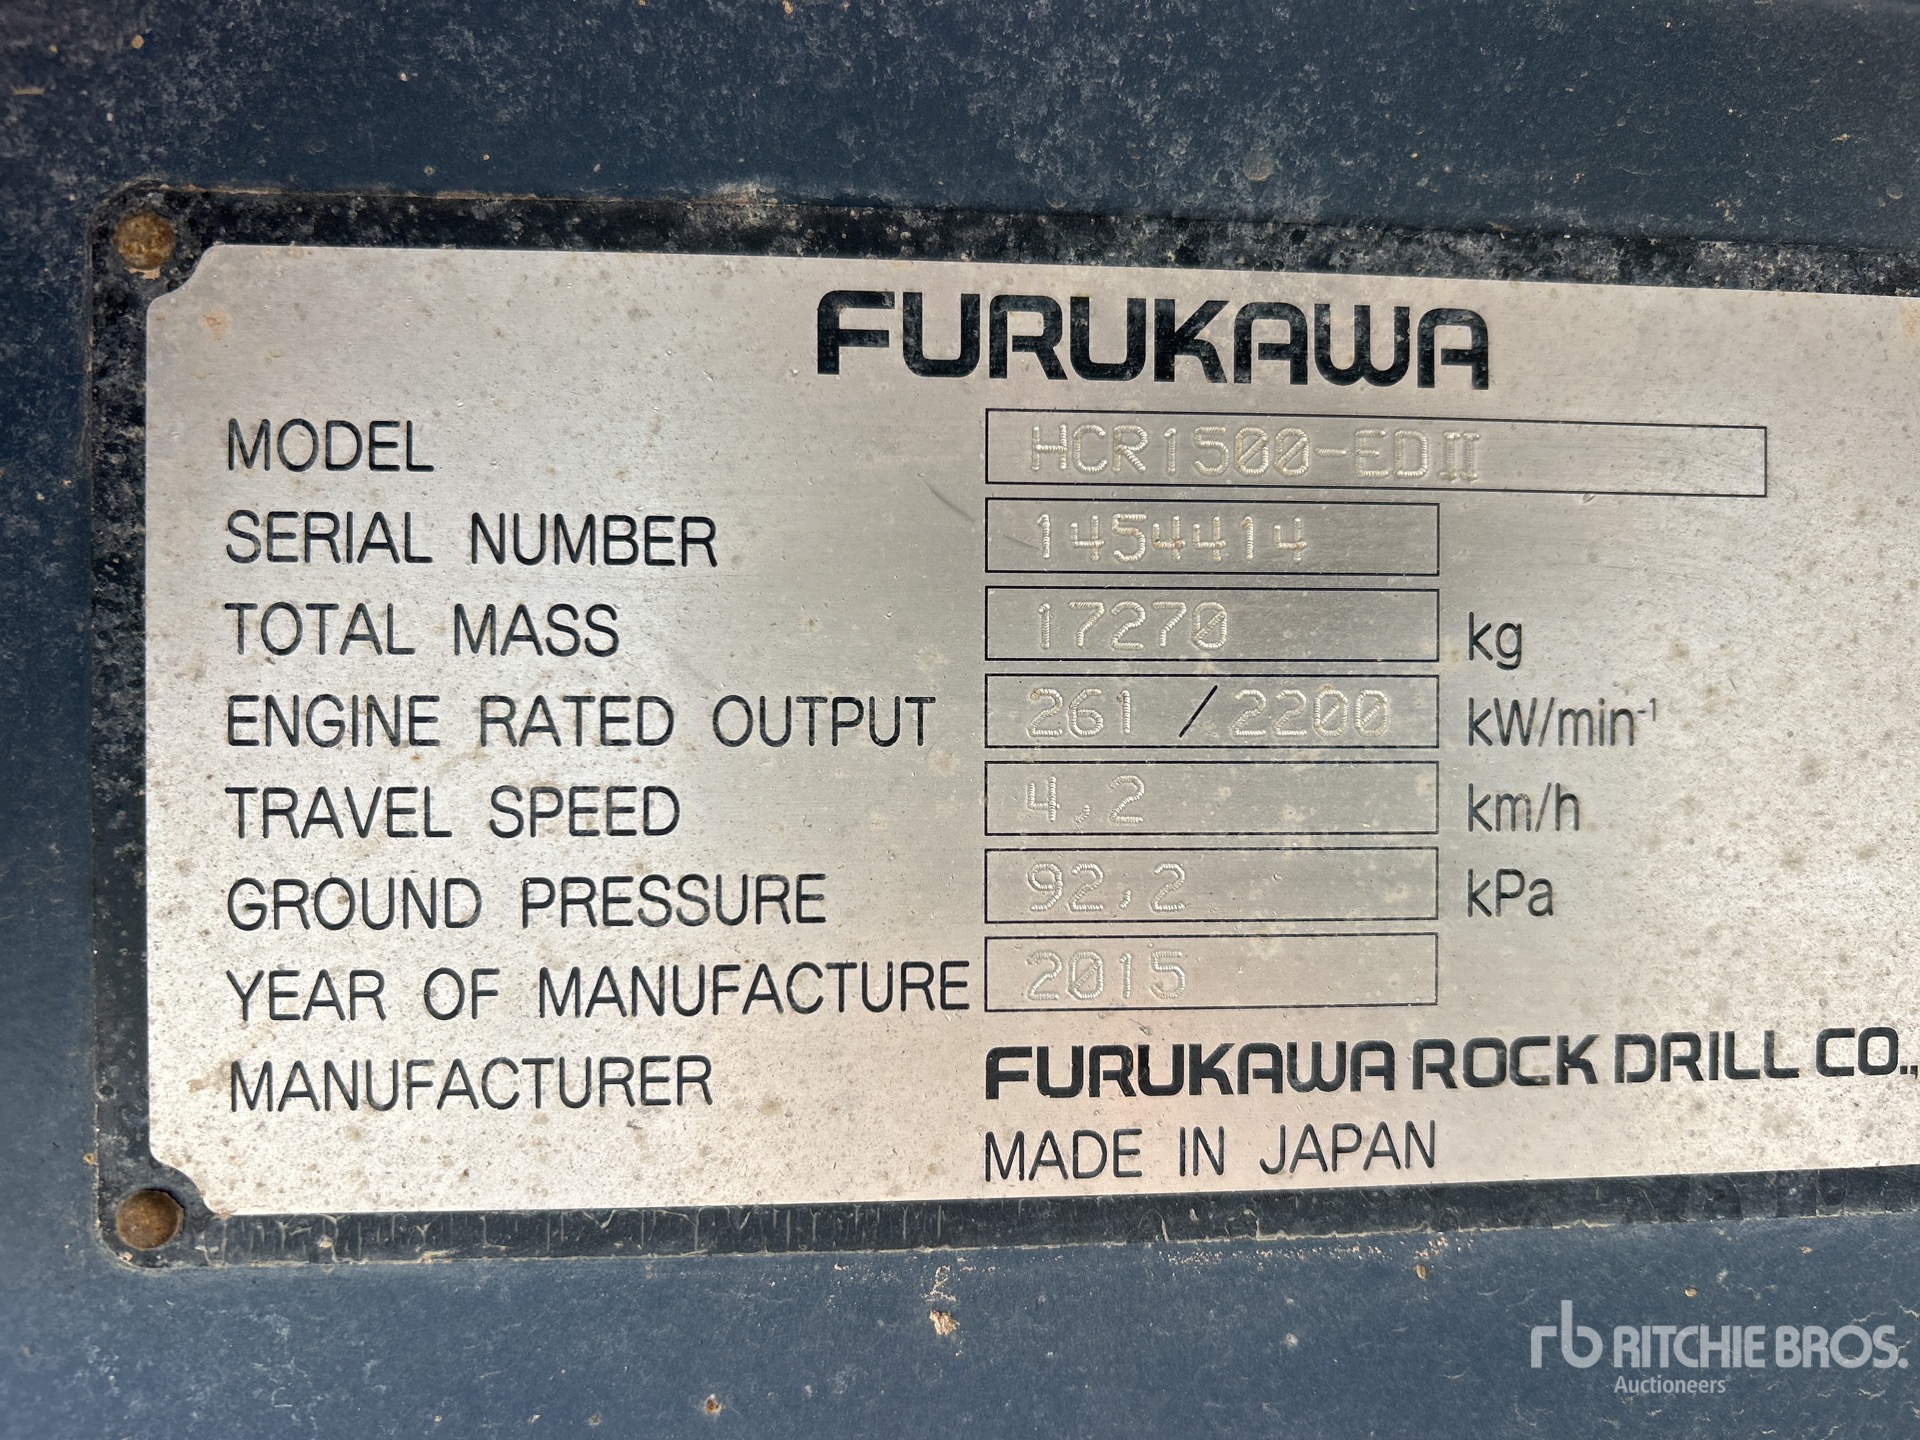 FURUKAWA
MODEL HCR1500-EDII
SERIAL NUMBER 1454414
TOTAL MASS 17270 kg
ENGINE RATED OUTPUT 261 / 2200 kW/min⁻¹
TRAVEL SPEED 4,2 km/h
GROUND PRESSURE 92,2 kPa
YEAR OF MANUFACTURE 2015
MANUFACTURER FURUKAWA ROCK DRILL CO.,
MADE IN JAPAN
rb RITCHIE BROS.
Auctioneers